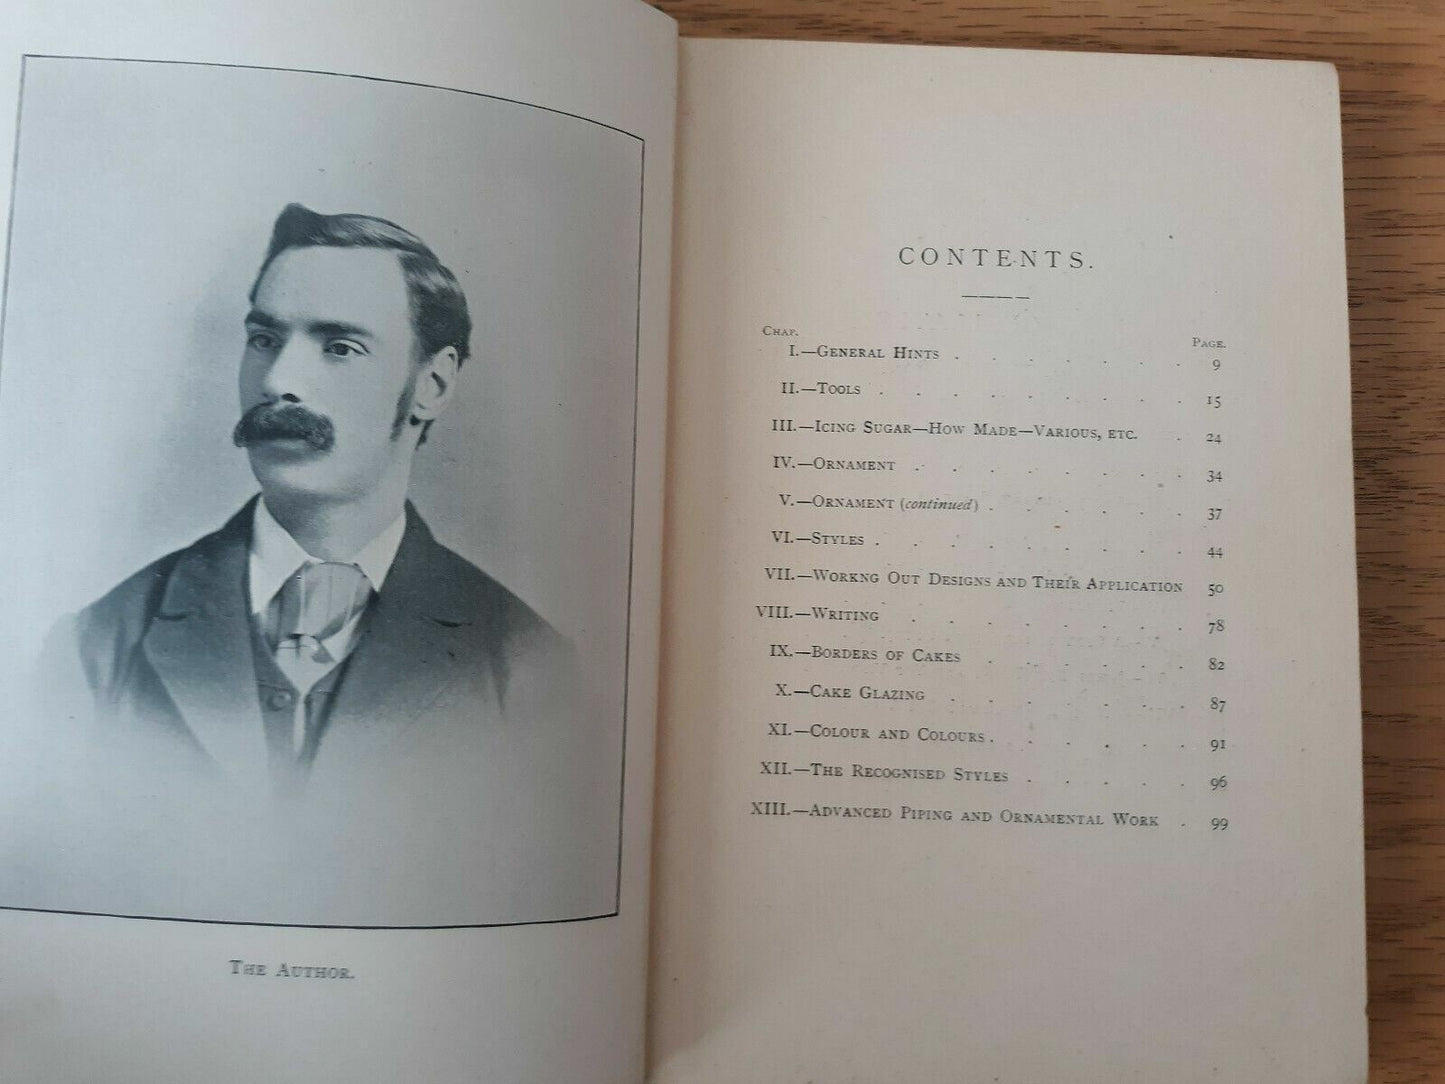 The Author.
CONTENTS.
Chap.
Page.
I.—General Hints . . . . . . . 9
II.—Tools . . . . . . . . . 15
III.—Icing Sugar—How Made—Various, etc. . 24
IV.—Ornament . . . . . . . . 34
V.—Ornament (continued) . . . . . . 37
VI.—Styles . . . . . . . . . 44
VII.—Workng Out Designs and Their Application 50
VIII.—Writing . . . . . . . . 78
IX.—Borders of Cakes . . . . . . 82
X.—Cake Glazing . . . . . . . 87
XI.—Colour and Colours . . . . . . 91
XII.—The Recognised Styles . . . . . 96
XIII.—Advanced Piping and Ornamental Work . 99